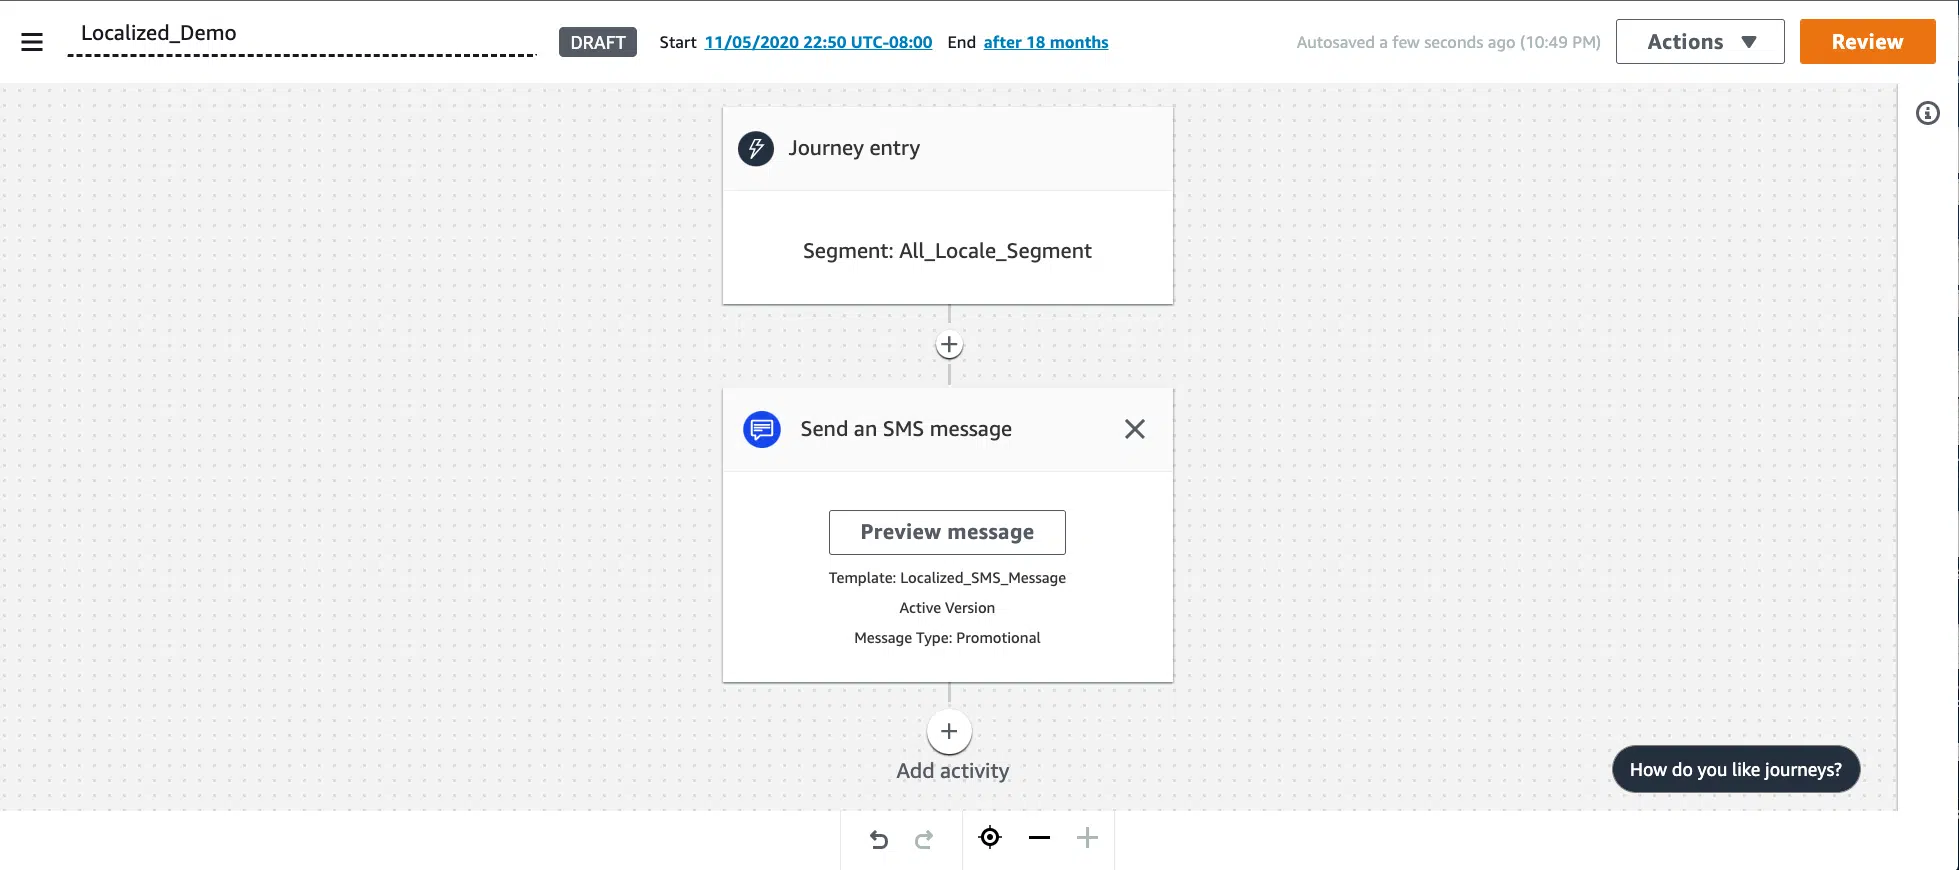 Localized_Demo
DRAFT
Start 11/05/2020 22:50 UTC-08:00 End after 18 months
Autosaved a few seconds ago (10:49 PM)
Actions
Review
Journey entry
Segment: All_Locale_Segment
Send an SMS message
Preview message
Template: Localized_SMS_Message
Active Version
Message Type: Promotional
Add activity
How do you like journeys?